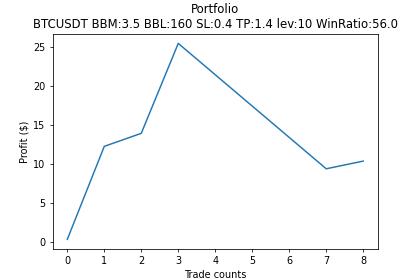 Portfolio
BTCUSDT BBM:3.5 BBL:160 SL:0.4 TP:1.4 lev:10 WinRatio:56.0
25
20
15
10
5
0
Profit ($)
0 1 2 3 4 5 6 7 8
Trade counts